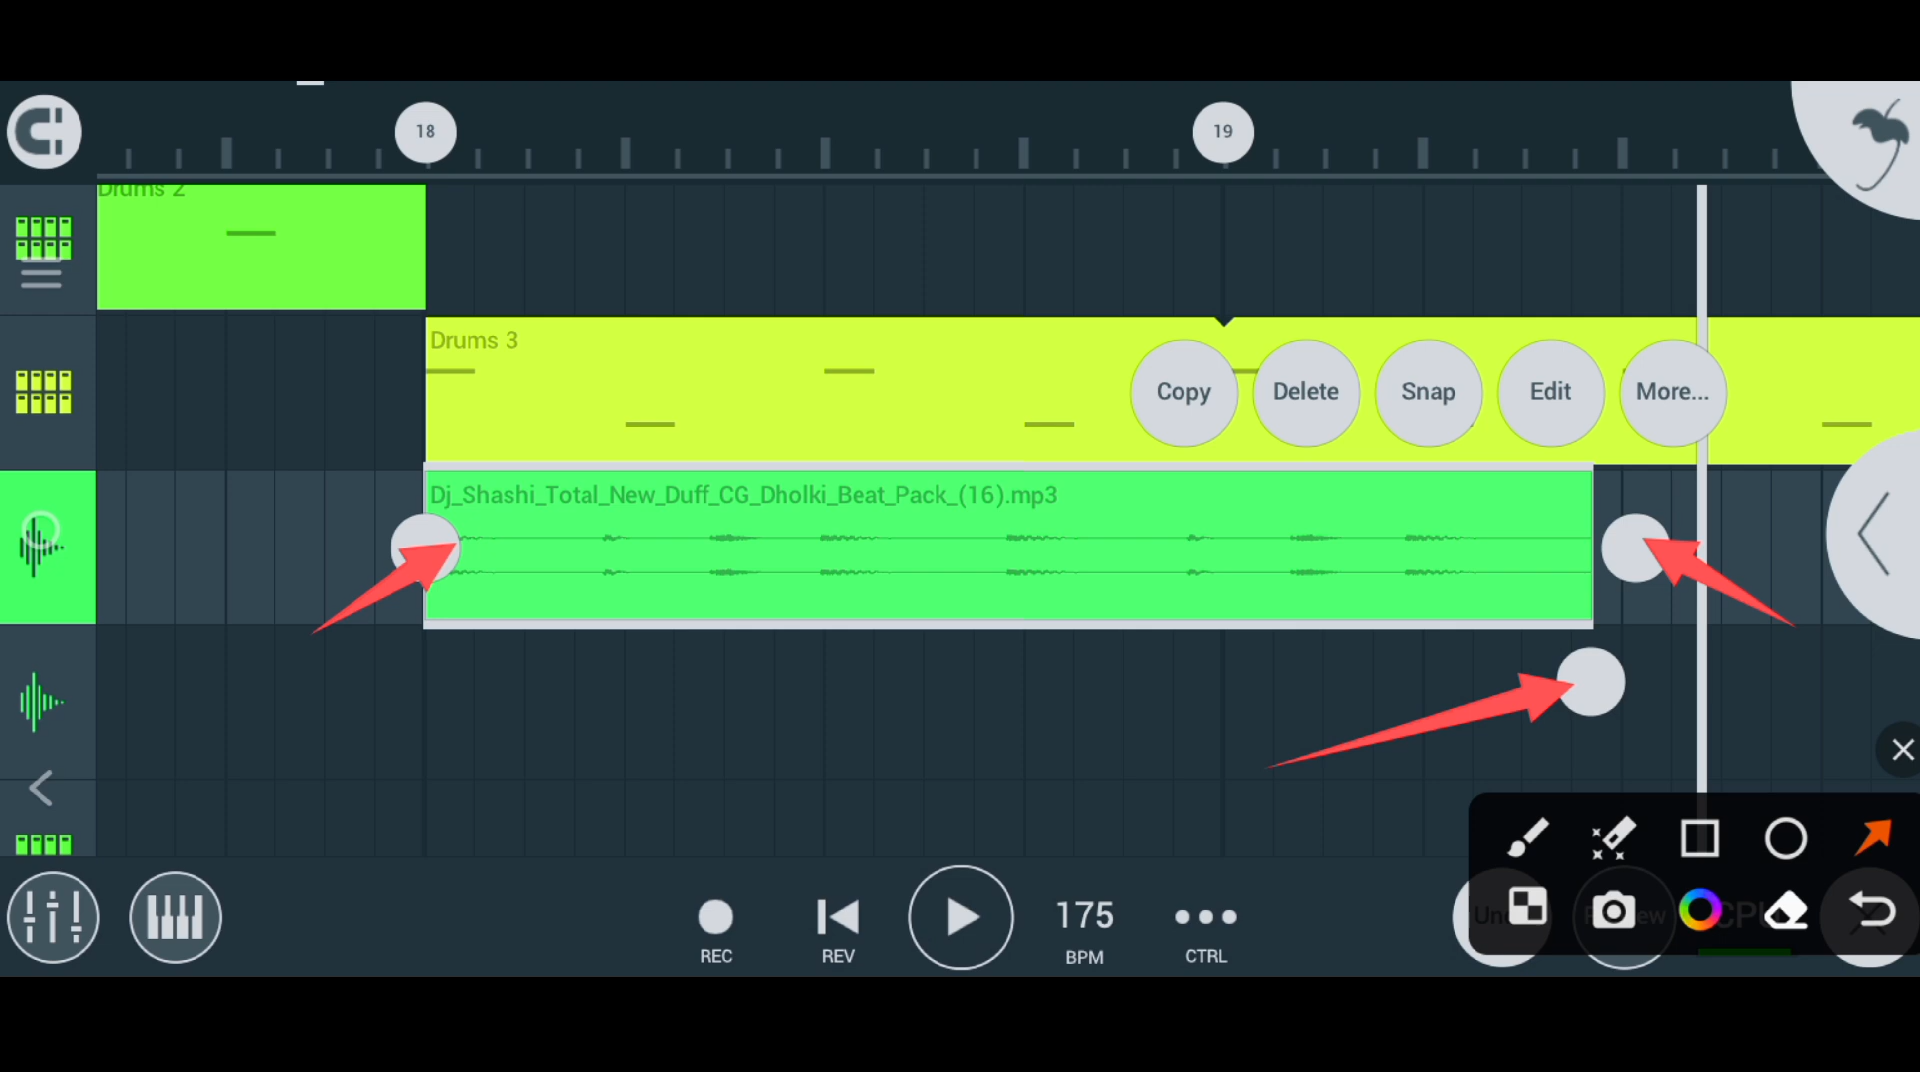 18
19
Drums 2
Drums 3
Copy
Delete
Snap
Edit
More...
Dj_Shashi_Total_New_Duff_CG_Dholki_Beat_Pack_(16).mp3
175
REC
REV
BPM
CTRL
CPU